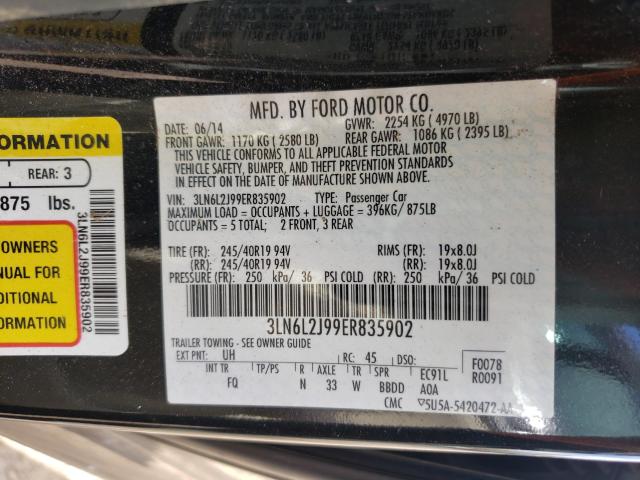 ORMATION
REAR: 3
875 lbs.
OWNERS
NUAL FOR
DITIONAL
FORMATION
3LN6L2J99ER835902
MFD. BY FORD MOTOR CO.
DATE: 06/14 GVWR: 2254 KG ( 4970 LB)
FRONT GAWR: 1170 KG ( 2580 LB) REAR GAWR: 1086 KG ( 2395 LB)
THIS VEHICLE CONFORMS TO ALL APPLICABLE FEDERAL MOTOR
VEHICLE SAFETY, BUMPER, AND THEFT PREVENTION STANDARDS
IN EFFECT ON THE DATE OF MANUFACTURE SHOWN ABOVE.
VIN: 3LN6L2J99ER835902 TYPE: Passenger Car
MAXIMUM LOAD = OCCUPANTS + LUGGAGE = 396KG/ 875LB
OCCUPANTS = 5 TOTAL; 2 FRONT, 3 REAR
TIRE (FR): 245/40R19 94V RIMS (FR): 19x8.0J
(RR): 245/40R19 94V (RR): 19x8.0J
PRESSURE (FR): 250 kPa/ 36 PSI COLD (RR): 250 kPa/ 36 PSI COLD
3LN6L2J99ER835902
TRAILER TOWING - SEE OWNER GUIDE
EXT PNT: UH RC: 45 DSO: F0078
INT TR TP/PS R AXLE TR SPR EC91L R0091
FQ N 33 W BBDD AOA
CMC 5U5A-5420472-AA